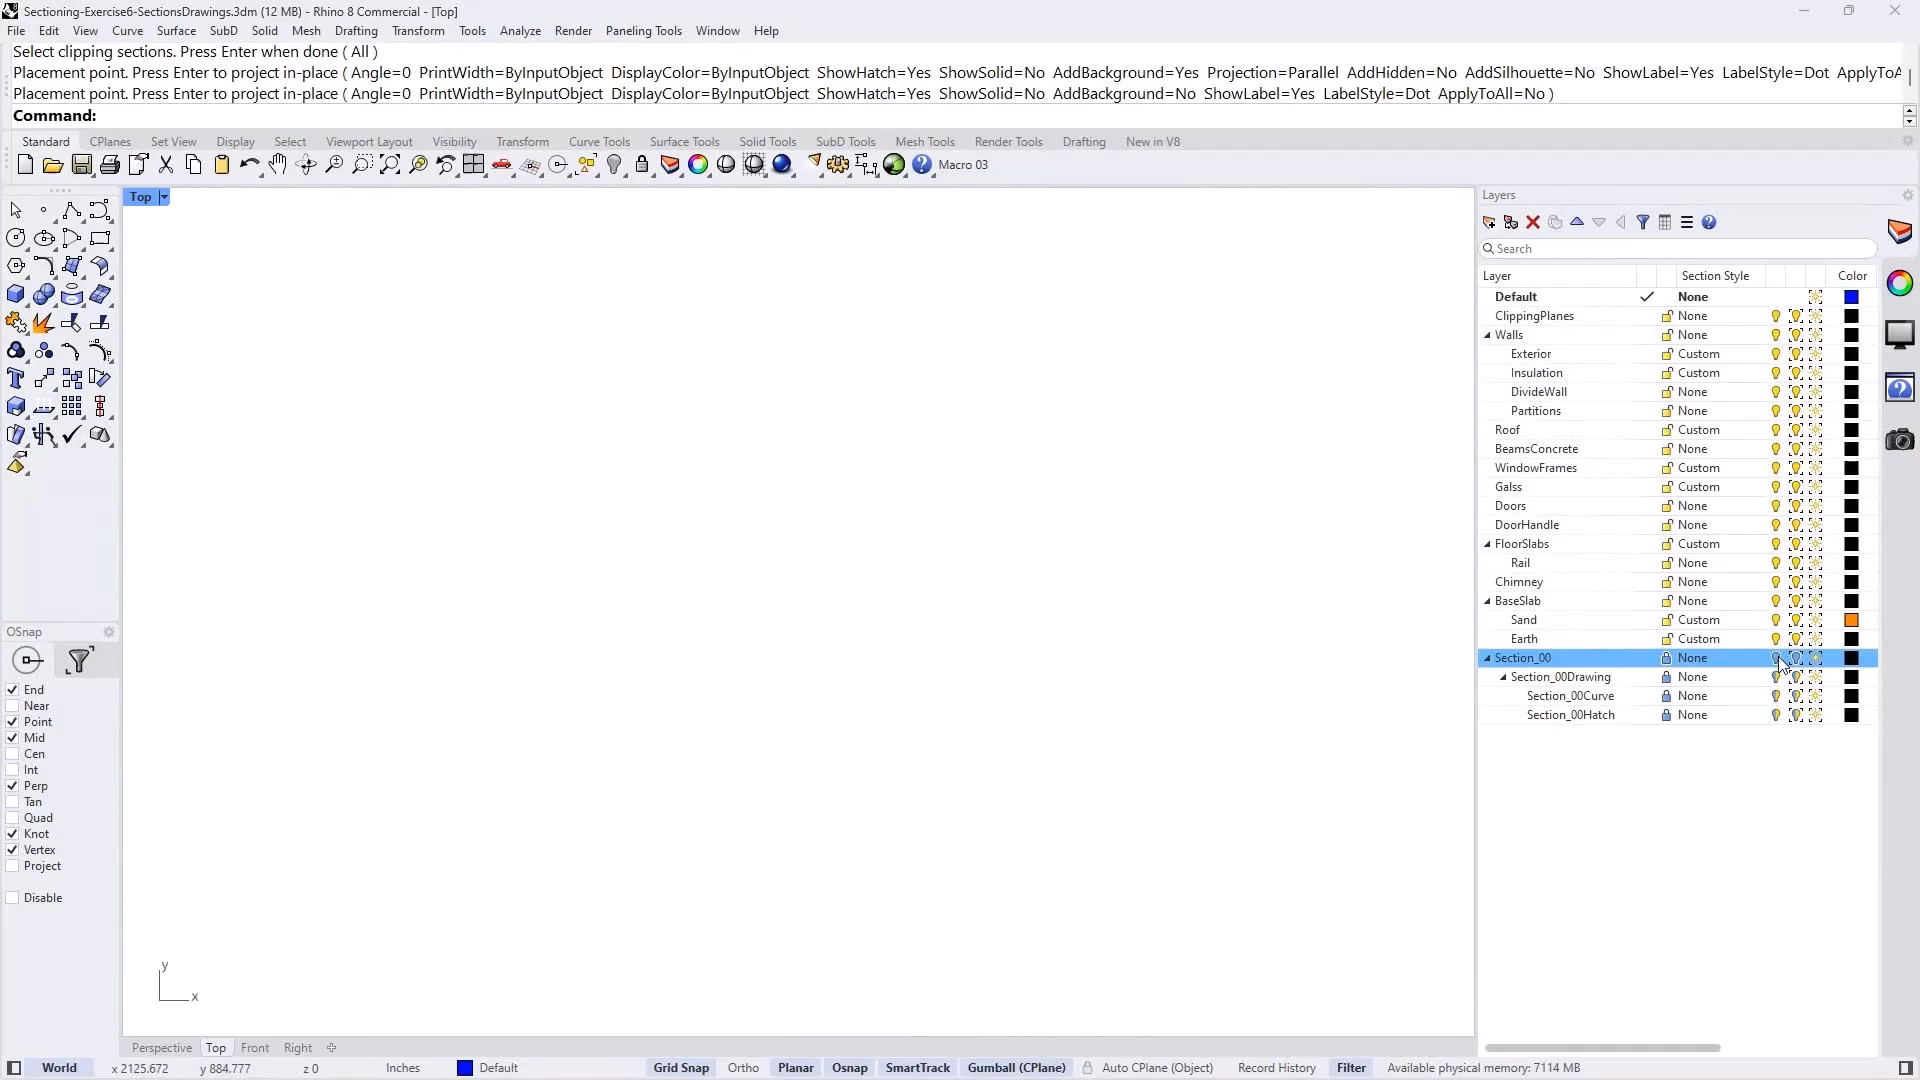 Sectioning-Exercise6-SectionsDrawings.3dm (12 MB) - Rhino 8 Commercial - [Top]
File Edit View Curve Surface SubD Solid Mesh Drafting Transform Tools Analyze Render Paneling Tools Window Help
Select clipping sections. Press Enter when done ( All )
Placement point. Press Enter to project in-place ( Angle=0 PrintWidth=ByInputObject DisplayColor=ByInputObject ShowHatch=Yes ShowSolid=No AddBackground=Yes Projection=Parallel AddHidden=No AddSilhouette=No ShowLabel=Yes LabelStyle=Dot ApplyToA
Placement point. Press Enter to project in-place ( Angle=0 PrintWidth=ByInputObject DisplayColor=ByInputObject ShowHatch=Yes ShowSolid=No AddBackground=No ShowLabel=Yes LabelStyle=Dot ApplyToAll=No )
Command:
Standard CPlanes Set View Display Select Viewport Layout Visibility Transform Curve Tools Surface Tools Solid Tools SubD Tools Mesh Tools Render Tools Drafting New in V8
Macro 03
Top
Layers
Search
Layer Section Style Color
Default None
ClippingPlanes None
Walls None
Exterior Custom
Insulation Custom
DivideWall None
Partitions None
Roof Custom
BeamsConcrete None
WindowFrames Custom
Galss Custom
Doors None
DoorHandle None
FloorSlabs Custom
Rail None
Chimney None
BaseSlab None
Sand Custom
Earth Custom
Section_00 None
Section_00Drawing None
Section_00Curve None
Section_00Hatch None
OSnap
End
Near
Point
Mid
Cen
Int
Perp
Tan
Quad
Knot
Vertex
Project
Disable
y
x
Perspective Top Front Right
World x 2125.672 y 884.777 z 0 Inches Default Grid Snap Ortho Planar Osnap SmartTrack Gumball (CPlane) Auto CPlane (Object) Record History Filter Available physical memory: 7114 MB